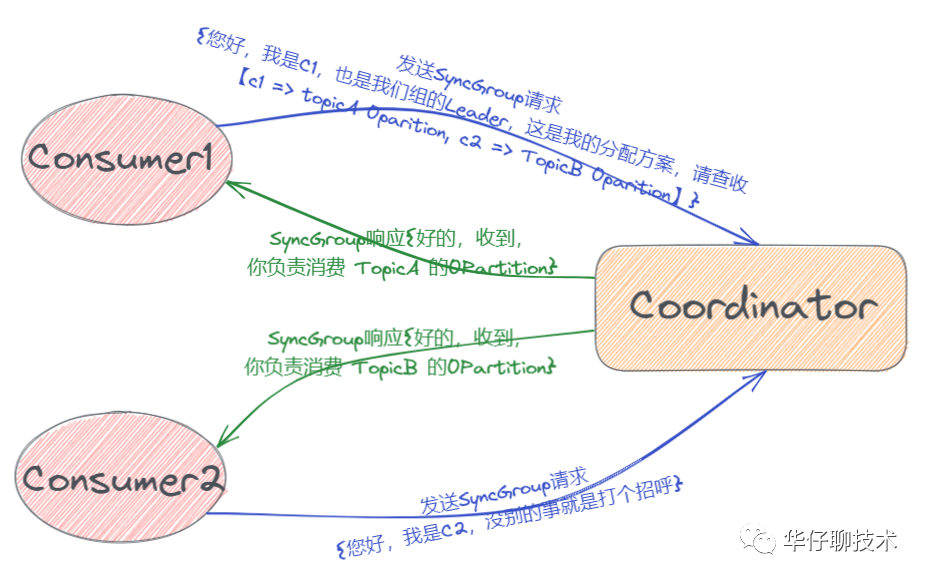 发送SyncGroup请求
{您好，我是C1，也是我们组的Leader，这是我的分配方案，请查收
【c1 => topicA 0parition, c2 => TopicB 0parition】}
Consumer1
SyncGroup响应{好的，收到，
你负责消费 TopicA 的0Partition}
Coordinator
SyncGroup响应{好的，收到，
你负责消费 TopicB 的0Partition}
Consumer2
发送SyncGroup请求
{您好，我是C2，没别的事就是打个招呼}
华仔聊技术